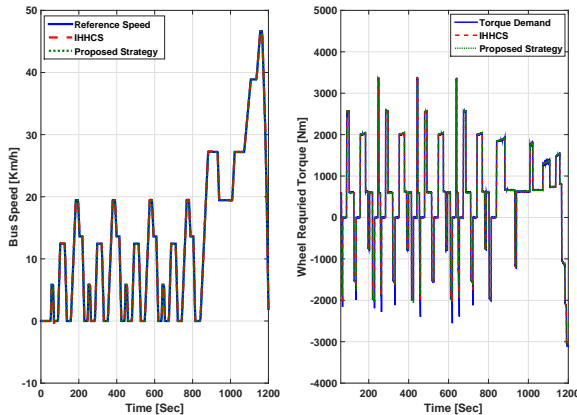 50
40
30
20
10
0
-10
0 200 400 600 800 1000 1200
Time [Sec]
Bus Speed [Km/h]
Reference Speed
IHHCS
Proposed Strategy
5000
4000
3000
2000
1000
0
-1000
-2000
-3000
-4000
200 400 600 800 1000 1200
Time [Sec]
Wheel Requried Torque [Nm]
Torque Demand
IHHCS
Proposed Strategy